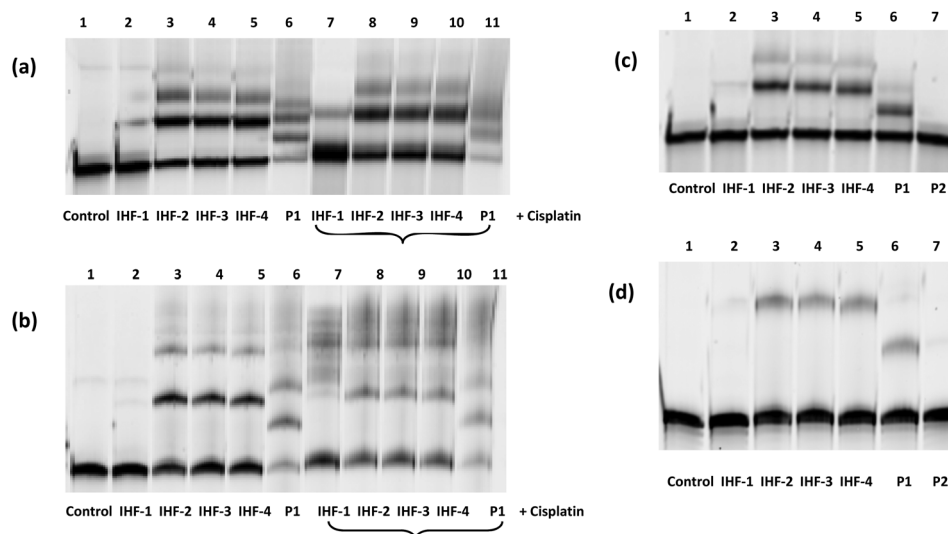 1 2 3 4 5 6 7 8 9 10 11
(a)
Control IHF-1 IHF-2 IHF-3 IHF-4 P1 IHF-1 IHF-2 IHF-3 IHF-4 P1 + Cisplatin
1 2 3 4 5 6 7 8 9 10 11
(b)
Control IHF-1 IHF-2 IHF-3 IHF-4 P1 IHF-1 IHF-2 IHF-3 IHF-4 P1 + Cisplatin
1 2 3 4 5 6 7
(c)
Control IHF-1 IHF-2 IHF-3 IHF-4 P1 P2
1 2 3 4 5 6 7
(d)
Control IHF-1 IHF-2 IHF-3 IHF-4 P1 P2